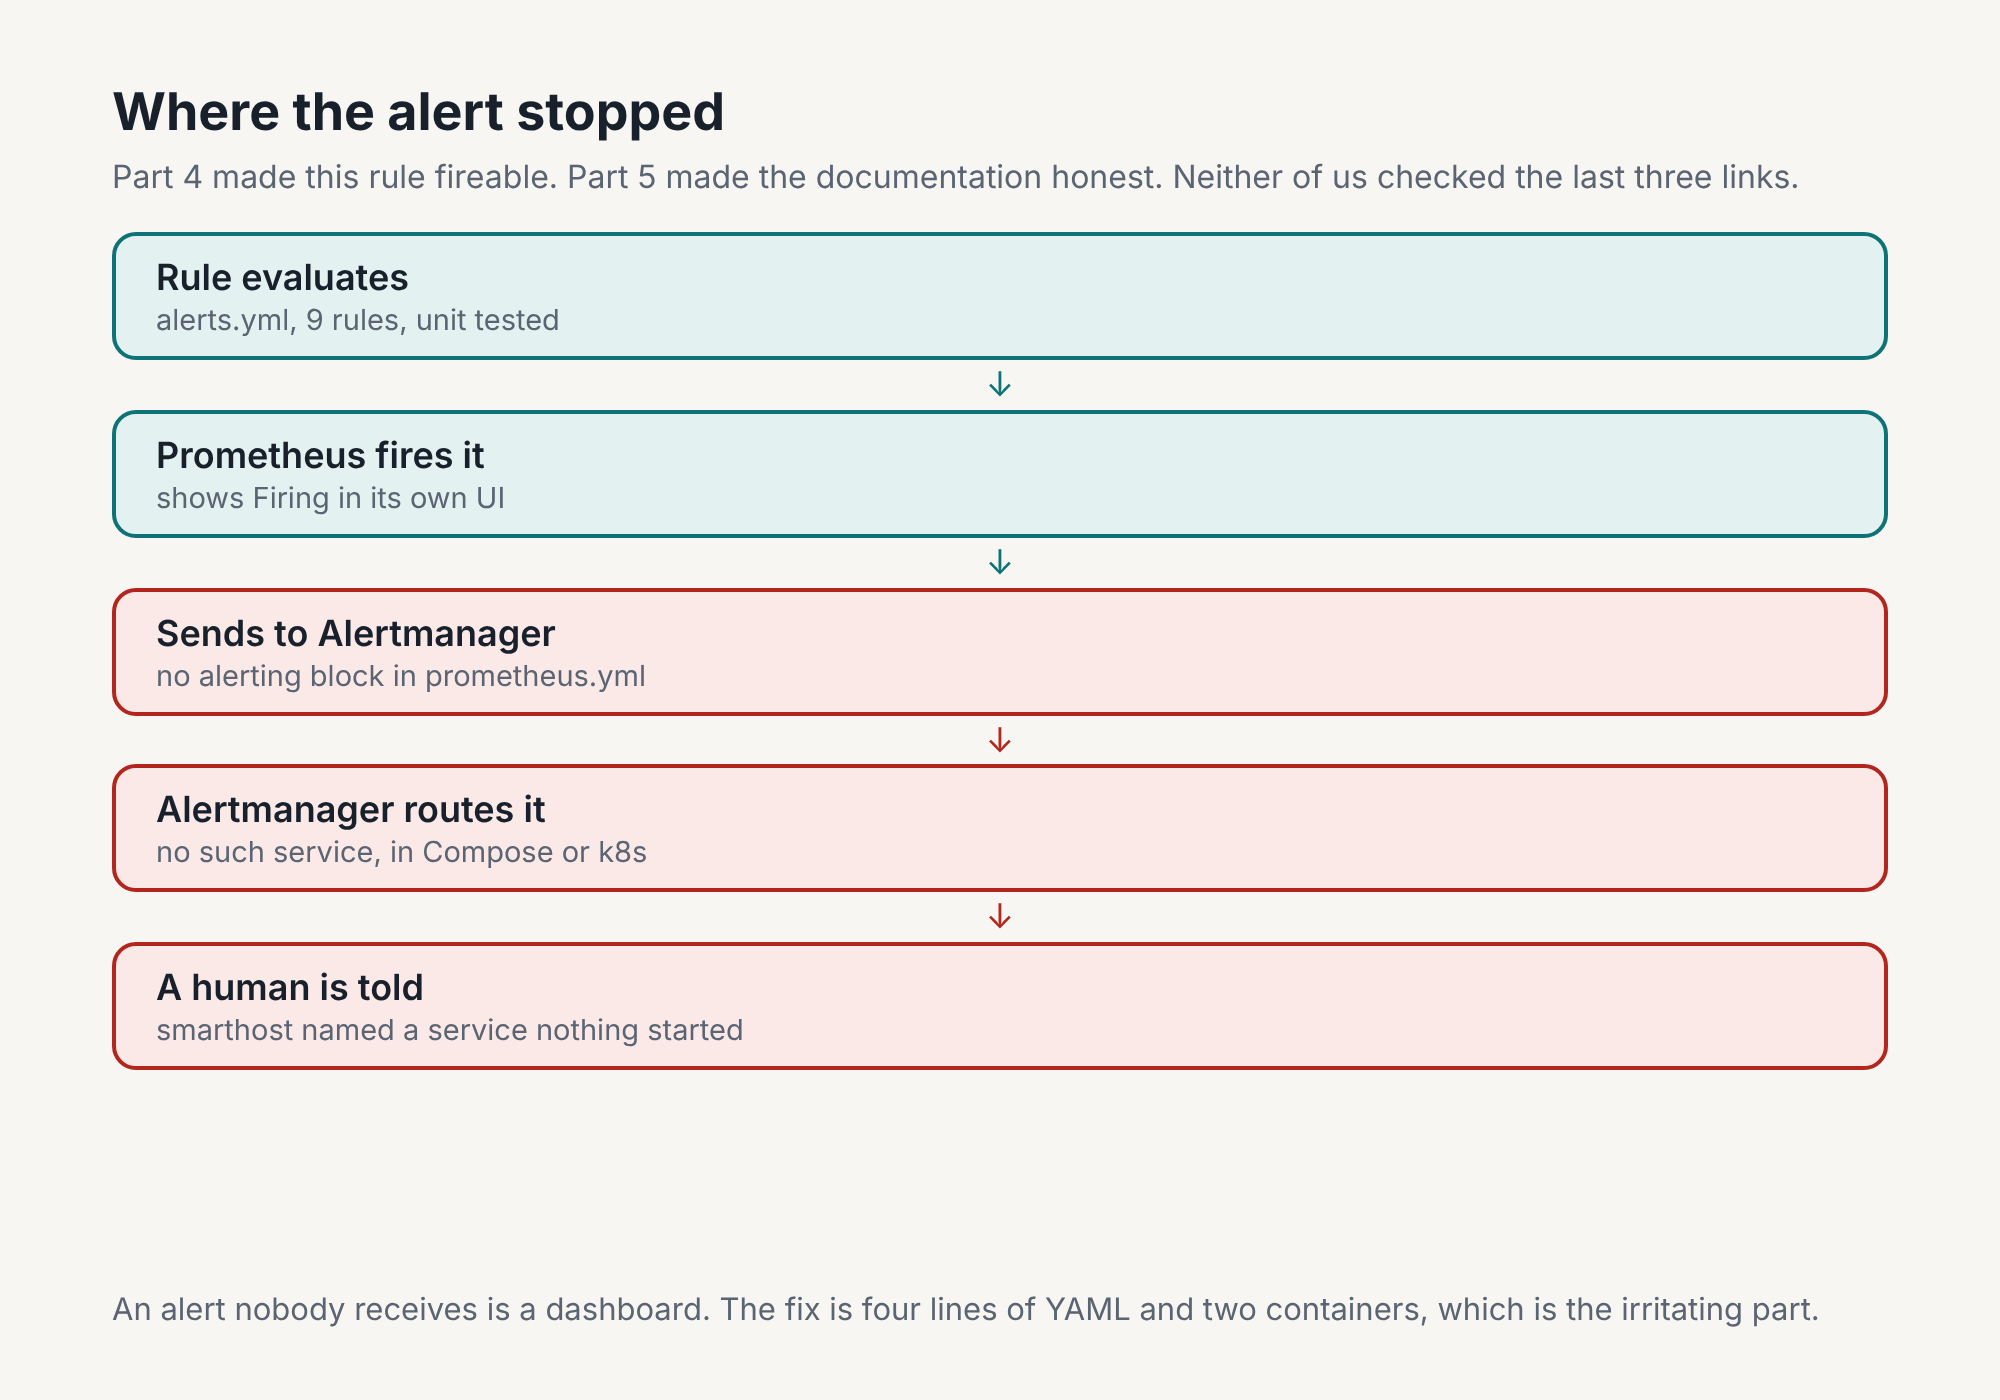 Where the alert stopped
Part 4 made this rule fireable. Part 5 made the documentation honest. Neither of us checked the last three links.
Rule evaluates
alerts.yml, 9 rules, unit tested
↓
Prometheus fires it
shows Firing in its own UI
↓
Sends to Alertmanager
no alerting block in prometheus.yml
↓
Alertmanager routes it
no such service, in Compose or k8s
↓
A human is told
smarthost named a service nothing started
An alert nobody receives is a dashboard. The fix is four lines of YAML and two containers, which is the irritating part.